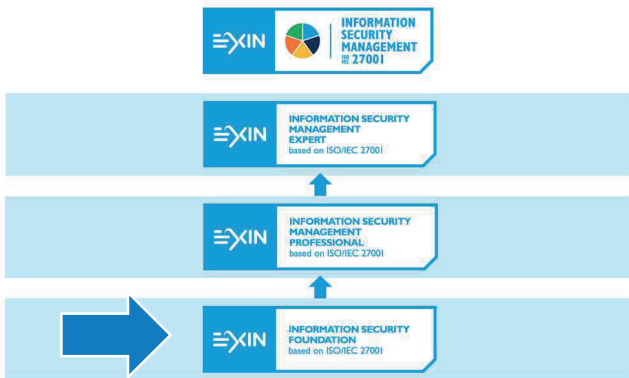 EXIN
INFORMATION
SECURITY
MANAGEMENT
ISO
IEC 27001
EXIN
INFORMATION SECURITY
MANAGEMENT
EXPERT
based on ISO/IEC 27001
EXIN
INFORMATION SECURITY
MANAGEMENT
PROFESSIONAL
based on ISO/IEC 27001
EXIN
INFORMATION SECURITY
FOUNDATION
based on ISO/IEC 27001